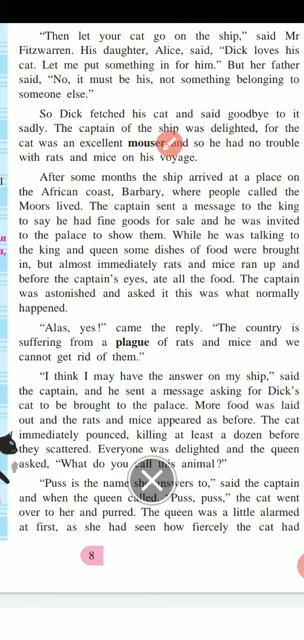 "Then let your cat go on the ship," said Mr
Fitzwarren. His daughter, Alice, said, "Dick loves his
cat. Let me put something in for him." But her father
said, "No, it must be his, not something belonging to
someone else."
So Dick fetched his cat and said goodbye to it
sadly. The captain of the ship was delighted, for the
cat was an excellent mouser and so he had no trouble
with rats and mice on his voyage.
1
After some months the ship arrived at a place on
the African coast, Barbary, where people called the
Moors lived. The captain sent a message to the king
to say he had fine goods for sale and he was invited
n
to the palace to show them. While he was talking to
n,
the king and queen some dishes of food were brought
in, but almost immediately rats and mice ran up and
before the captain's eyes, ate all the food. The captain
was astonished and asked it this was what normally
happened.
"Alas, yes!" came the reply. "The country is
suffering from a plague of rats and mice and we
cannot get rid of them."
"I think I may have the answer on my ship," said
the captain, and he sent a message asking for Dick's
cat to be brought to the palace. More food was laid
out and the rats and mice appeared as before. The cat
immediately pounced, killing at least a dozen before
they scattered. Everyone was delighted and the queen
asked, "What do you call this animal?"
"Puss is the name she answers to," said the captain
and when the queen called. "Puss, puss," the cat went
over to her and purred. The queen was a little alarmed
at first, as she had seen how fiercely the cat had
8